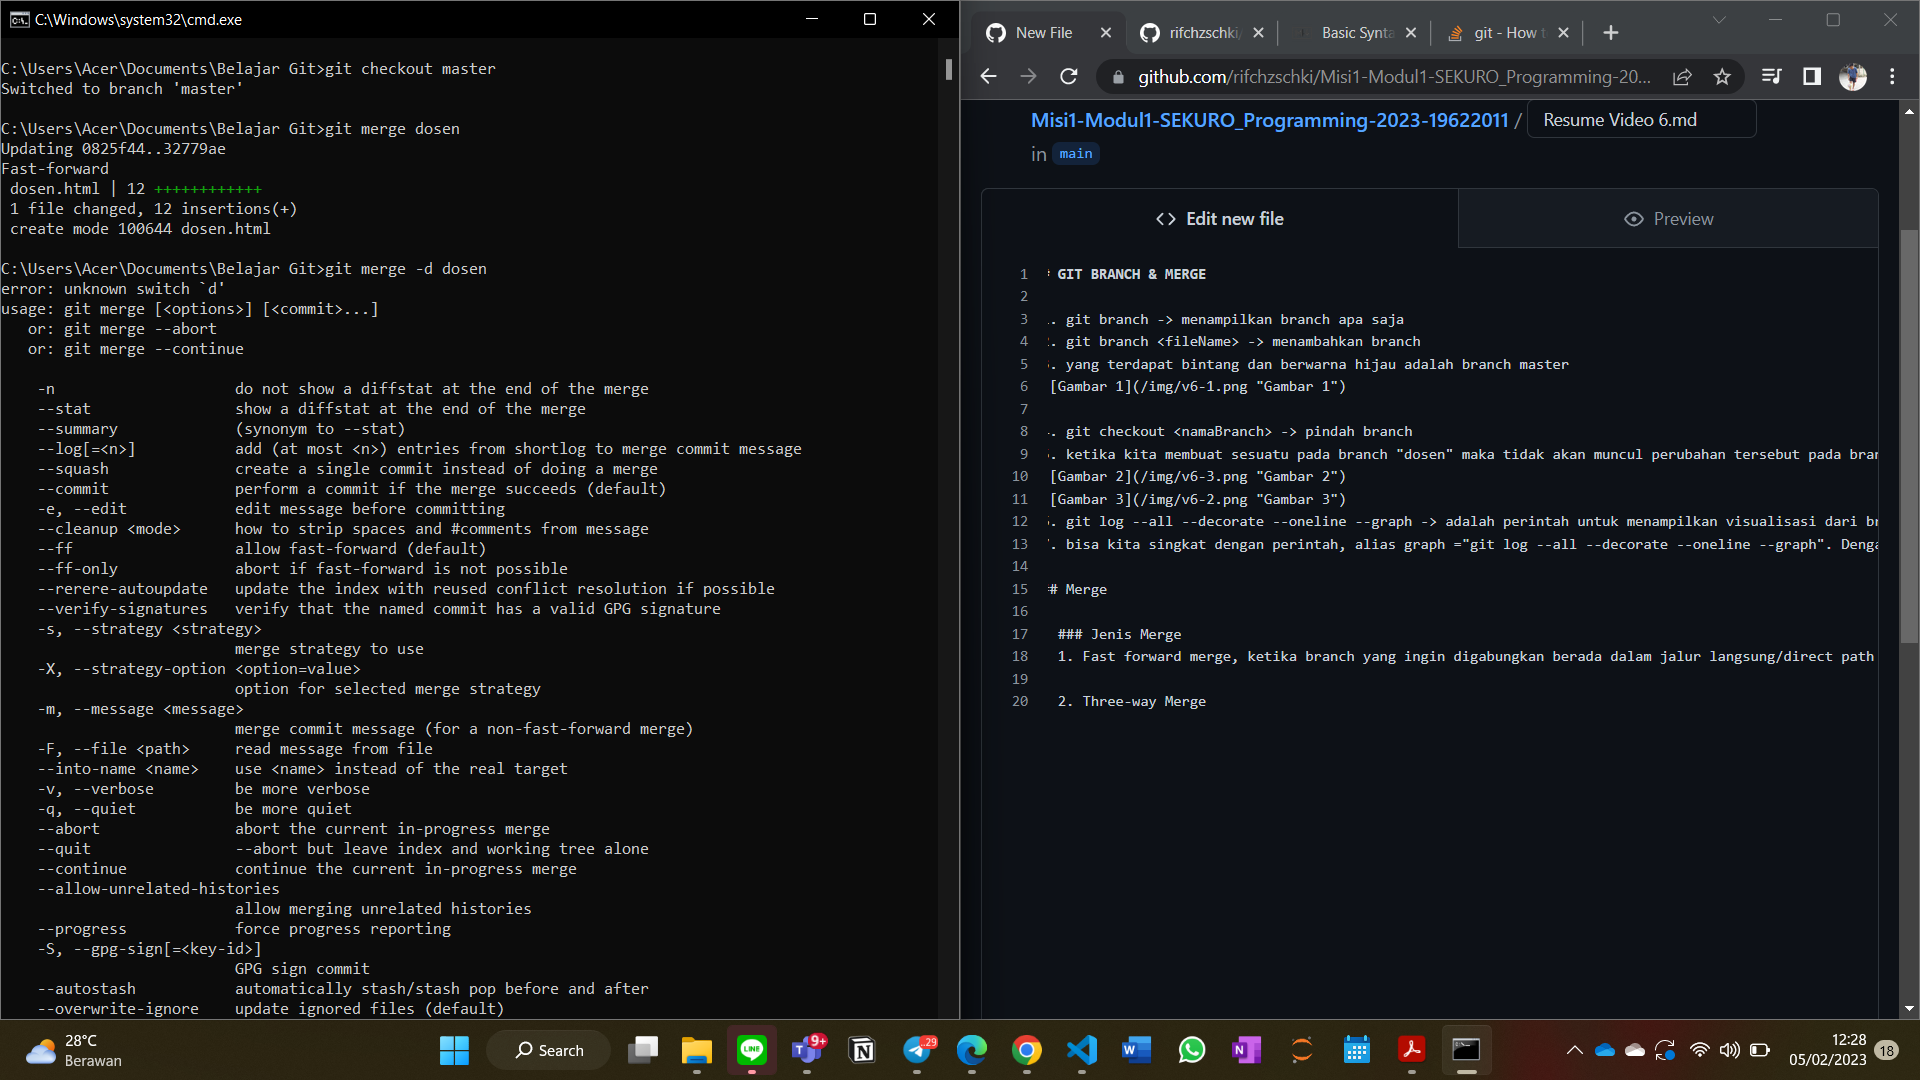 C:\Windows\system32\cmd.exe
C:\Users\Acer\Documents\Belajar Git>git checkout master
Switched to branch 'master'
C:\Users\Acer\Documents\Belajar Git>git merge dosen
Updating 0825f44..32779ae
Fast-forward
dosen.html | 12 ++++++++++++
1 file changed, 12 insertions(+)
create mode 100644 dosen.html
C:\Users\Acer\Documents\Belajar Git>git merge -d dosen
error: unknown switch `d'
usage: git merge [<options>] [<commit>...]
or: git merge --abort
or: git merge --continue
-n do not show a diffstat at the end of the merge
--stat show a diffstat at the end of the merge
--summary (synonym to --stat)
--log[=<n>] add (at most <n>) entries from shortlog to merge commit message
--squash create a single commit instead of doing a merge
--commit perform a commit if the merge succeeds (default)
-e, --edit edit message before committing
--cleanup <mode> how to strip spaces and #comments from message
--ff allow fast-forward (default)
--ff-only abort if fast-forward is not possible
--rerere-autoupdate update the index with reused conflict resolution if possible
--verify-signatures verify that the named commit has a valid GPG signature
-s, --strategy <strategy>
merge strategy to use
-X, --strategy-option <option=value>
option for selected merge strategy
-m, --message <message>
merge commit message (for a non-fast-forward merge)
-F, --file <path> read message from file
--into-name <name> use <name> instead of the real target
-v, --verbose be more verbose
-q, --quiet be more quiet
--abort abort the current in-progress merge
--quit --abort but leave index and working tree alone
--continue continue the current in-progress merge
--allow-unrelated-histories
allow merging unrelated histories
--progress force progress reporting
-S, --gpg-sign[=<key-id>]
GPG sign commit
--autostash automatically stash/stash pop before and after
--overwrite-ignore update ignored files (default)
New File
rifchzschki/
Basic Synta
git - How t
github.com/rifchzschki/Misi1-Modul1-SEKURO_Programming-20...
Misi1-Modul1-SEKURO_Programming-2023-19622011 / Resume Video 6.md
in main
<> Edit new file
Preview
1 GIT BRANCH & MERGE
2
3 . git branch -> menampilkan branch apa saja
4 . git branch <fileName> -> menambahkan branch
5 . yang terdapat bintang dan berwarna hijau adalah branch master
6 [Gambar 1](/img/v6-1.png "Gambar 1")
7
8 . git checkout <namaBranch> -> pindah branch
9 . ketika kita membuat sesuatu pada branch "dosen" maka tidak akan muncul perubahan tersebut pada bran
10 [Gambar 2](/img/v6-3.png "Gambar 2")
11 [Gambar 3](/img/v6-2.png "Gambar 3")
12 . git log --all --decorate --oneline --graph -> adalah perintah untuk menampilkan visualisasi dari br
13 . bisa kita singkat dengan perintah, alias graph ="git log --all --decorate --oneline --graph". Denga
14
15 # Merge
16
17 ### Jenis Merge
18 1. Fast forward merge, ketika branch yang ingin digabungkan berada dalam jalur langsung/direct path
19
20 2. Three-way Merge
28°C
Berawan
Search
LINE
9+
29
12:28
05/02/2023
18